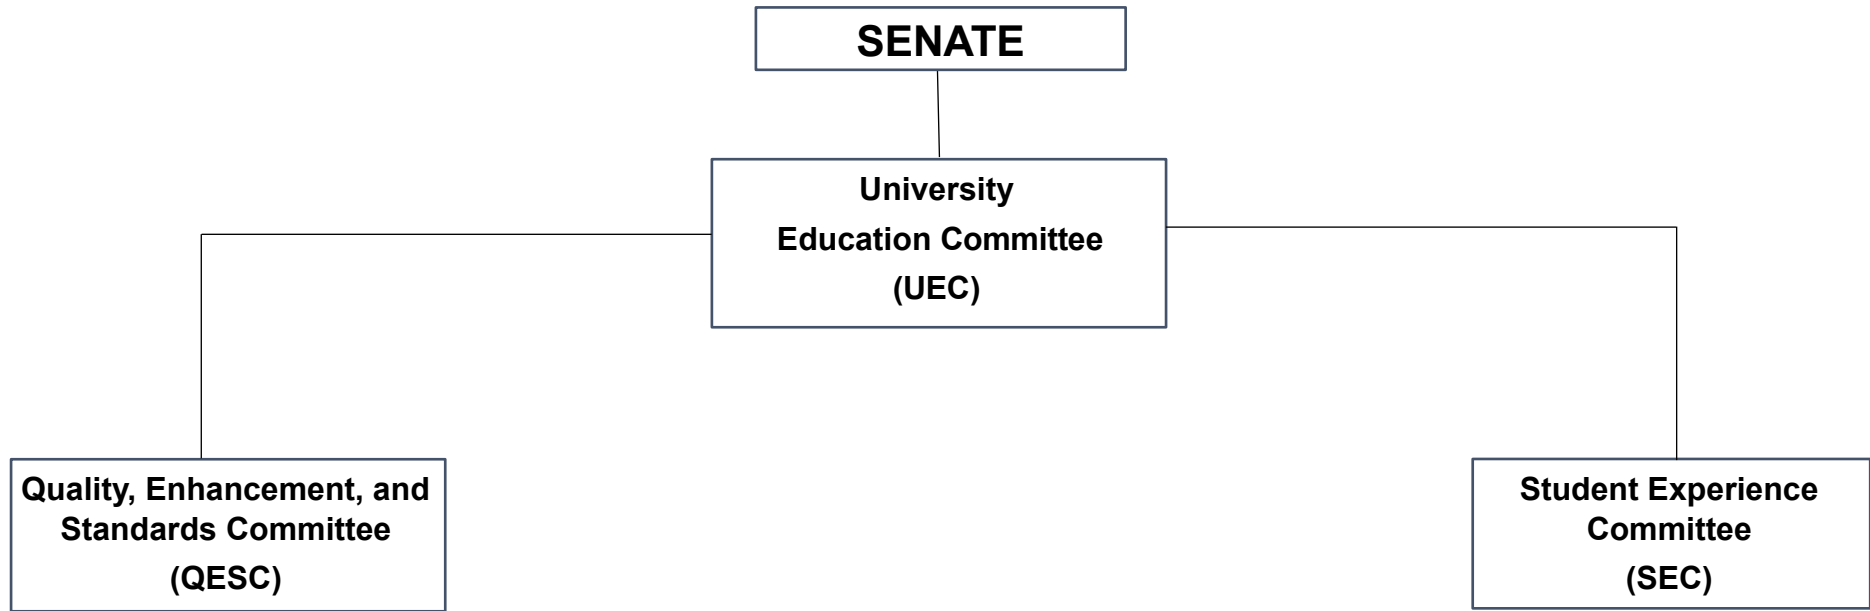 SENATE
University
Education Committee
(UEC)
Quality, Enhancement, and
Standards Committee
(QESC)
Student Experience
Committee
(SEC)